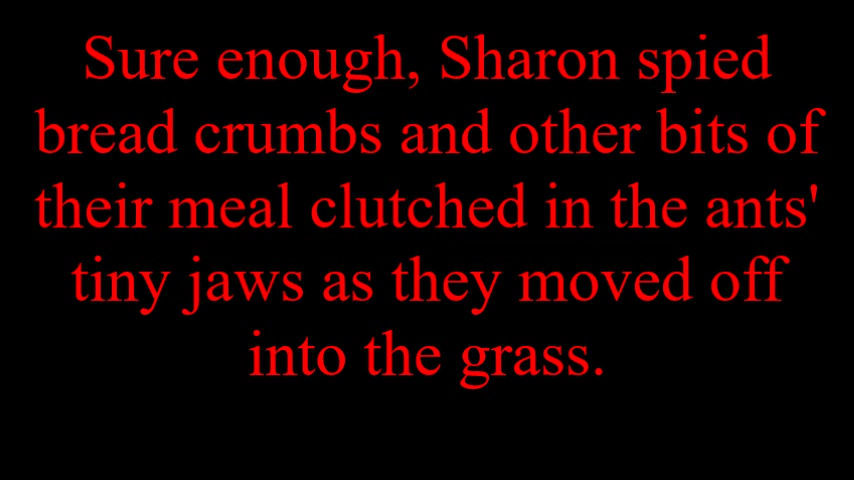 Sure enough, Sharon spied
bread crumbs and other bits of
their meal clutched in the ants'
tiny jaws as they moved off
into the grass.